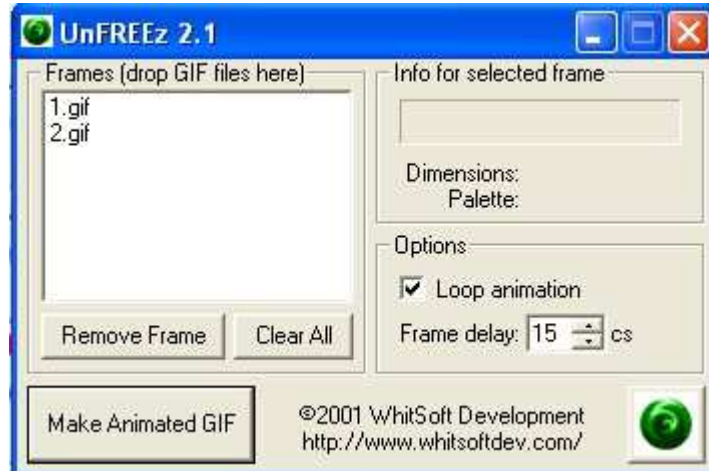 UnFREEz 2.1
Frames (drop GIF files here)
1.gif
2.gif
Remove Frame
Clear All
Info for selected frame
Dimensions:
Palette:
Options
Loop animation
Frame delay: 15 cs
Make Animated GIF
©2001 WhitSoft Development
http://www.whitsoftdev.com/